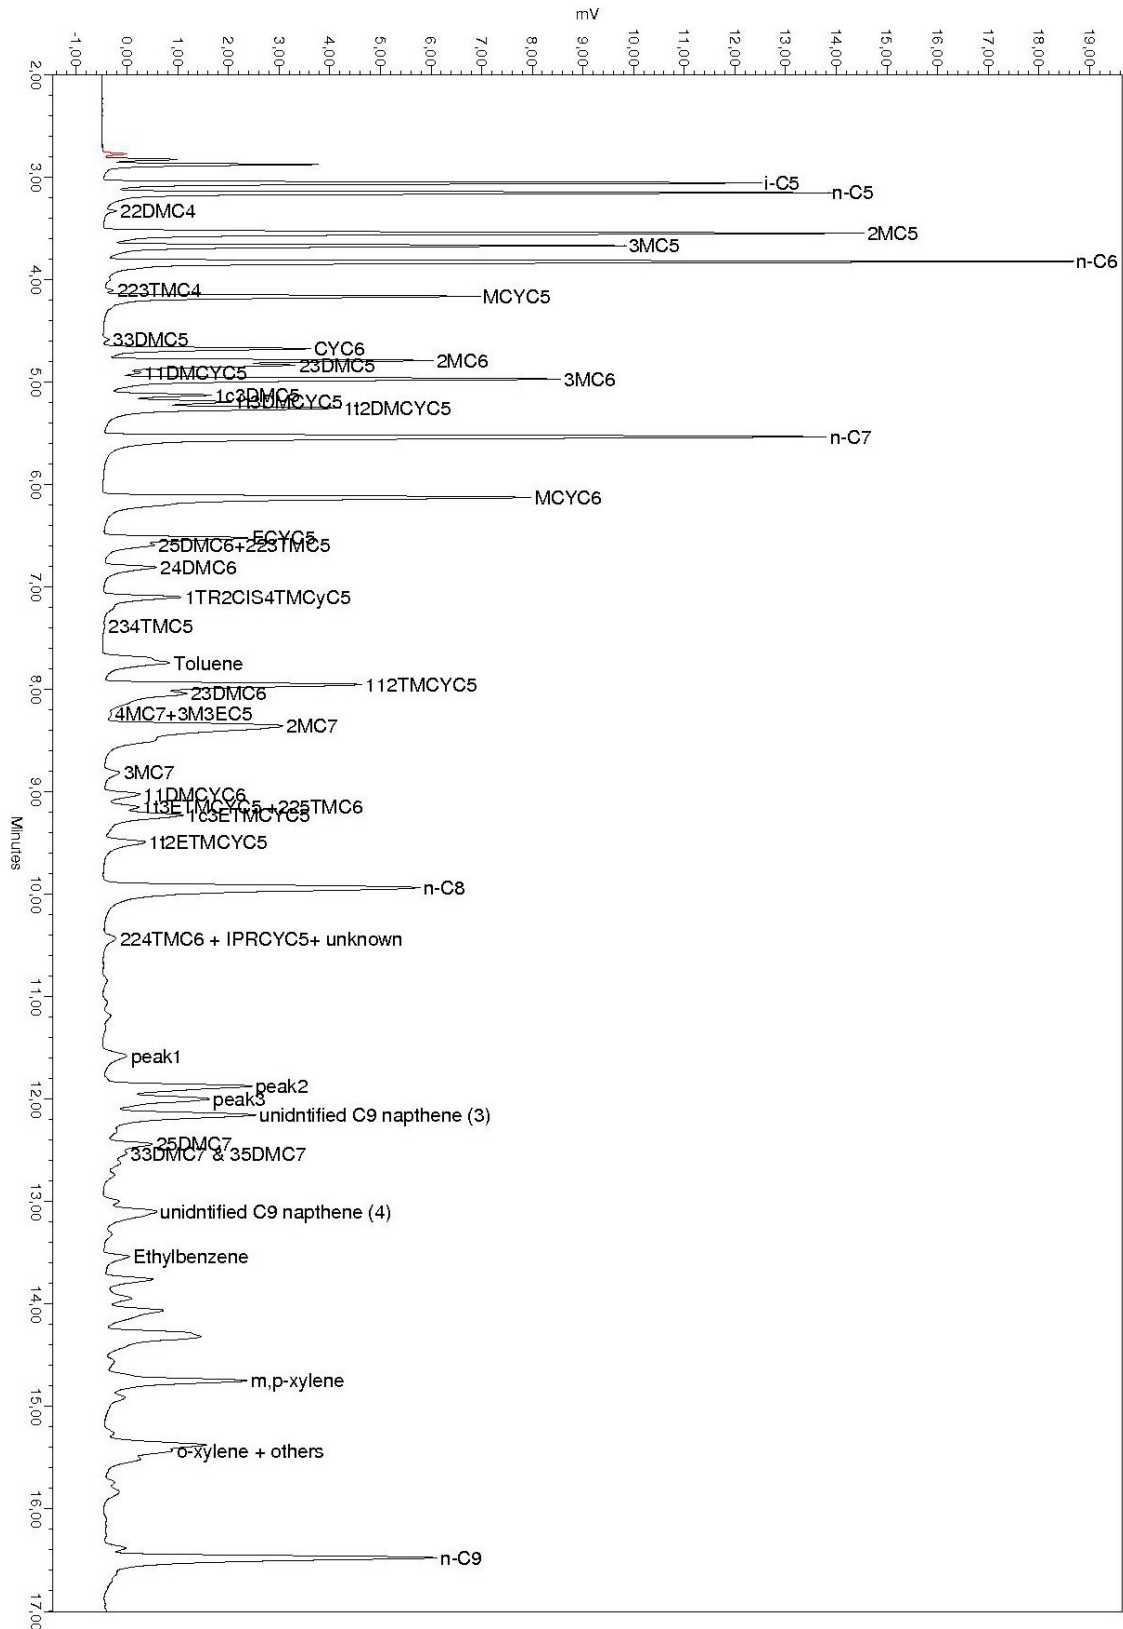 mV
-1,00
0,00
1,00
2,00
3,00
4,00
5,00
6,00
7,00
8,00
9,00
10,00
11,00
12,00
13,00
14,00
15,00
16,00
17,00
18,00
19,00
2,00
3,00
i-C5
n-C5
22DMC4
2MC5
3MC5
n-C6
4,00
223TMC4
MCYC5
33DMC5
CYC6
2MC6
23DMC5
11DMCYC5
3MC6
5,00
1c3DMC5
1t3DMCYC5
1t2DMCYC5
n-C7
6,00
MCYC6
ECYC5
25DMC6+223TMC5
24DMC6
7,00
1TR2CIS4TMCyC5
234TMC5
Toluene
112TMCYC5
8,00
23DMC6
4MC7+3M3EC5
2MC7
3MC7
9,00
11DMCYC6
1t3ETMCYC5+225TMC6
1c3ETMCYC5
1t2ETMCYC5
n-C8
10,00
224TMC6 + IPRCYC5+ unknown
11,00
peak1
peak2
peak3
12,00
unidntified C9 napthene (3)
25DMC7
33DMC7 & 35DMC7
13,00
unidntified C9 napthene (4)
Ethylbenzene
14,00
m,p-xylene
15,00
o-xylene + others
16,00
n-C9
17,00
Minutes